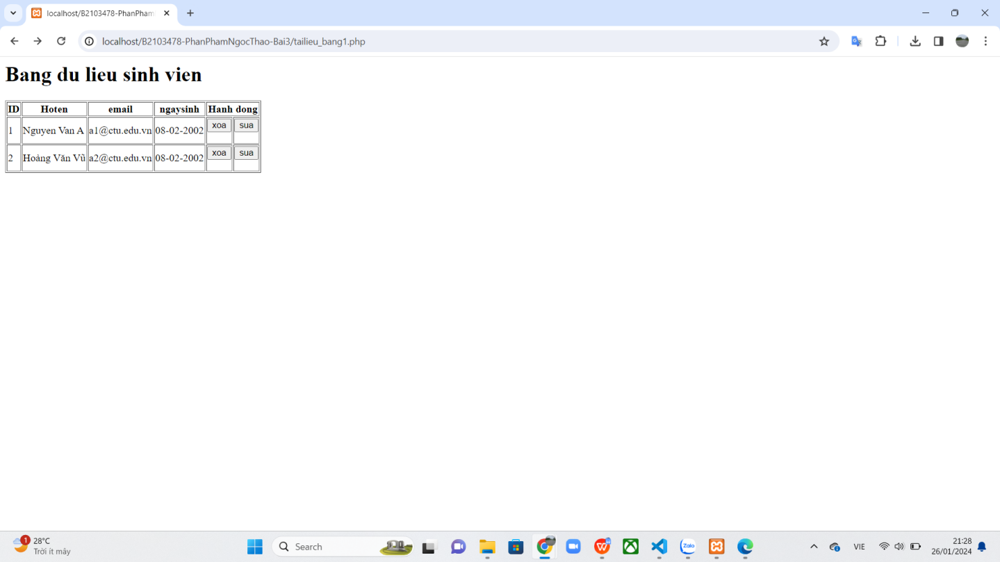 localhost/B2103478-PhanPham
localhost/B2103478-PhanPhamNgocThao-Bai3/tailieu_bang1.php
Bang du lieu sinh vien
ID Hoten email ngaysinh Hanh dong
1 Nguyen Van A a1@ctu.edu.vn 08-02-2002 xoa sua
2 Hoàng Văn Vũ a2@ctu.edu.vn 08-02-2002 xoa sua
1 28°C
Trời ít mây
Search
Zalo
VIE
21:28
26/01/2024